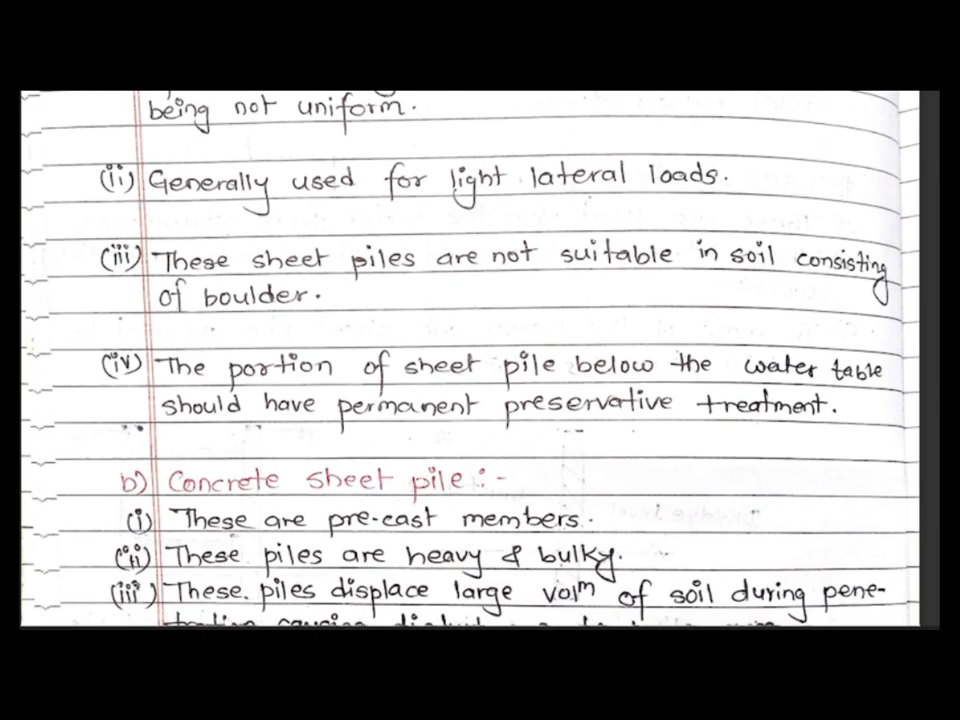 being not uniform.
(ii) Generally used for light lateral loads.
(iii) These sheet piles are not suitable in soil consisting
of boulder.
(iv) The portion of sheet pile below the water table
should have permanent preservative treatment.
b) Concrete sheet pile :-
(i) These are pre-cast members.
(ii) These piles are heavy & bulky.
(iii) These. piles displace large volm of soil during pene-